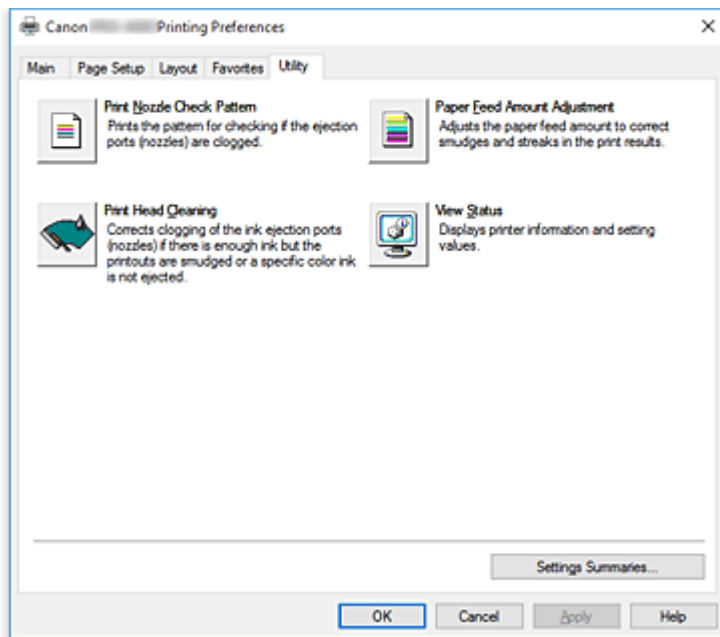 Canon Printing Preferences
Main Page Setup Layout Favorites Utility
Print Nozzle Check Pattern
Prints the pattern for checking if the ejection
ports (nozzles) are clogged.
Paper Feed Amount Adjustment
Adjusts the paper feed amount to correct
smudges and streaks in the print results.
Print Head Cleaning
Corrects clogging of the ink ejection ports
(nozzles) if there is enough ink but the
printouts are smudged or a specific color ink
is not ejected.
View Status
Displays printer information and setting
values.
Settings Summaries...
OK Cancel Apply Help